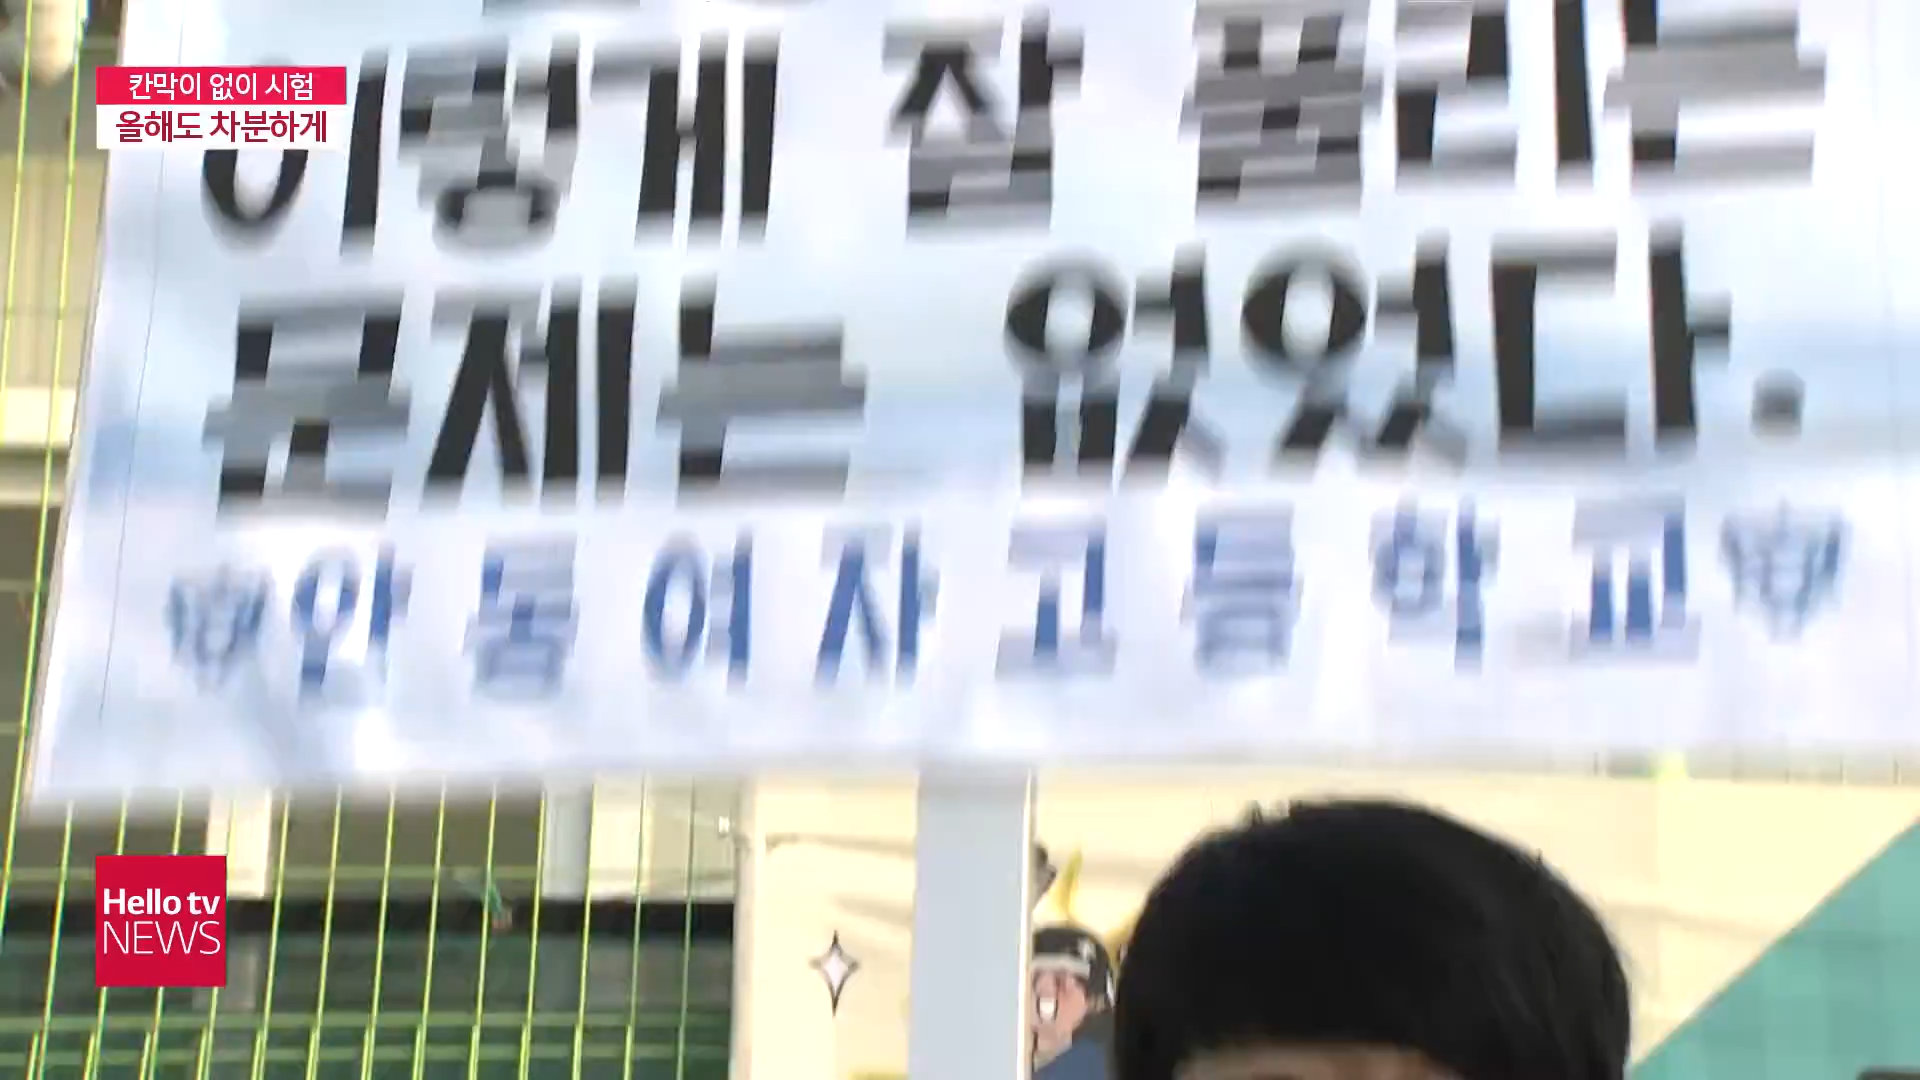 칸막이 없이 시험
올해도 차분하게
이렇게 잘 풀리는
문제는 없었다.
안동여자고등학교
Hello tv
NEWS